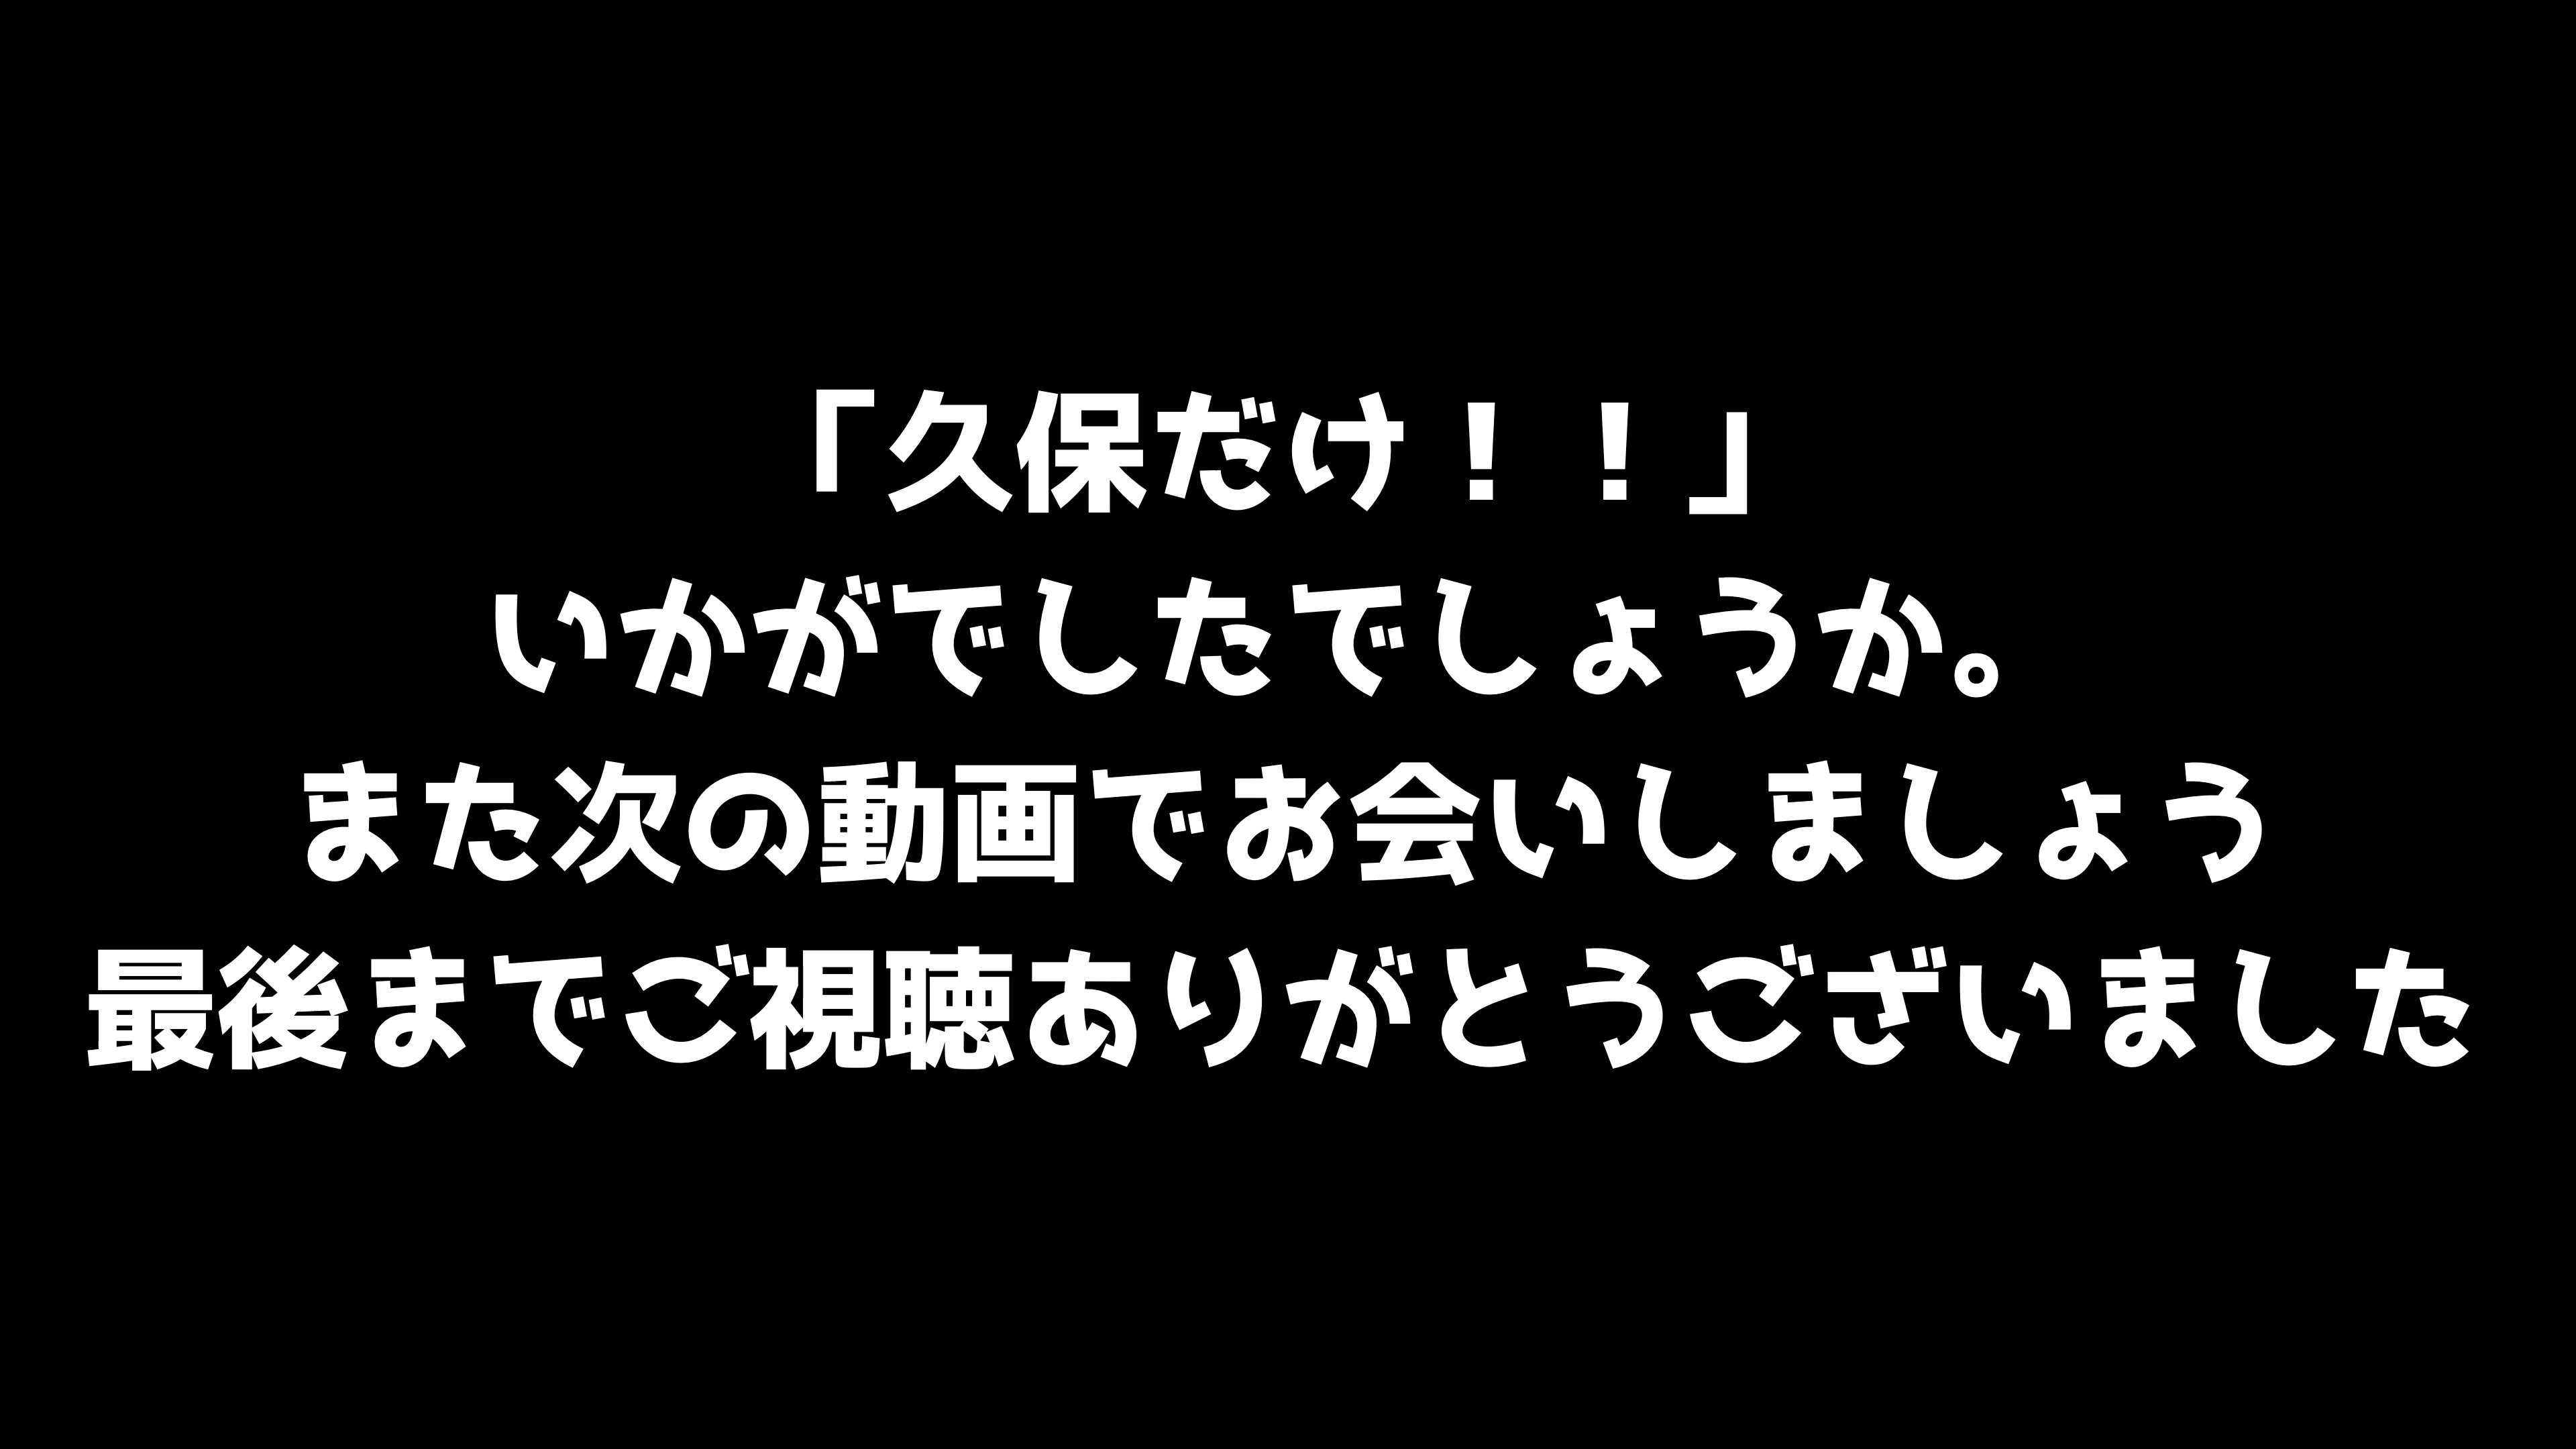 「久保だけ！！」
いかがでしたでしょうか。
また次の動画でお会いしましょう
最後までご視聴ありがとうございました